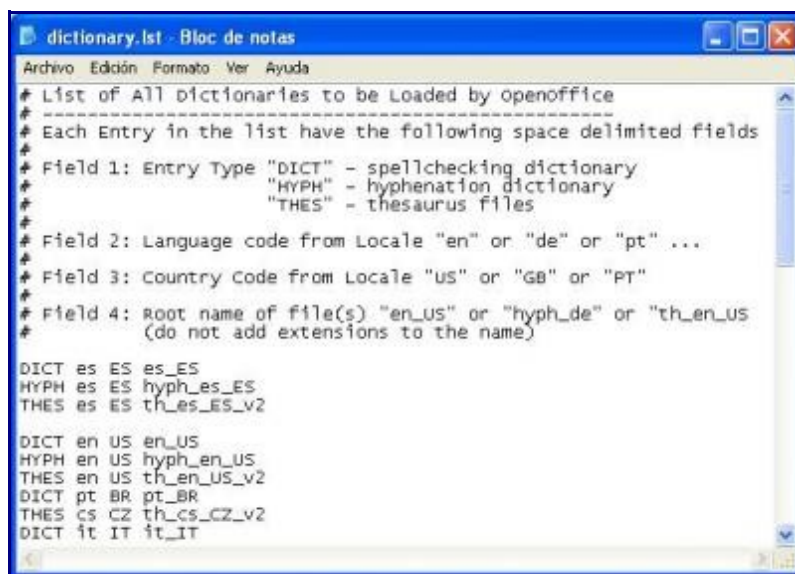 dictionary.lst - Bloc de notas
Archivo Edición Formato Ver Ayuda
# List of All Dictionaries to be Loaded by OpenOffice
# -----------------------------------------------------
# Each Entry in the list have the following space delimited fields
#
# Field 1: Entry Type "DICT" - spellchecking dictionary
# "HYPH" - hyphenation dictionary
# "THES" - thesaurus files
#
# Field 2: Language code from Locale "en" or "de" or "pt" ...
#
# Field 3: Country Code from Locale "US" or "GB" or "PT"
#
# Field 4: Root name of file(s) "en_US" or "hyph_de" or "th_en_US
# (do not add extensions to the name)
DICT es ES es_ES
HYPH es ES hyph_es_ES
THES es ES th_es_ES_v2
DICT en US en_US
HYPH en US hyph_en_US
THES en US th_en_US_v2
DICT pt BR pt_BR
THES cs CZ th_cs_CZ_v2
DICT it IT it_IT